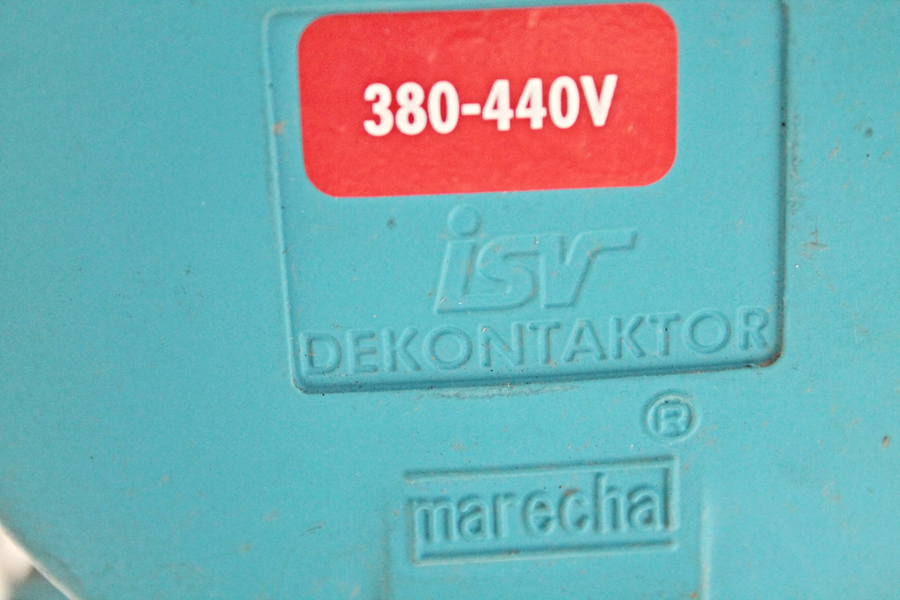 380-440V
isv
DEKONTAKTOR
®
marechal